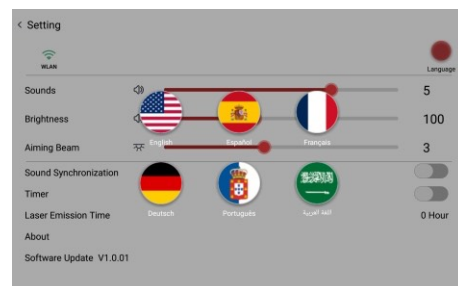 < Setting
WLAN
Language
Sounds 5
Brightness 100
Aiming Beam 3
English Español Français
Sound Synchronization
Timer
Deutsch Português اللغة العربية
Laser Emission Time 0 Hour
About
Software Update V1.0.01